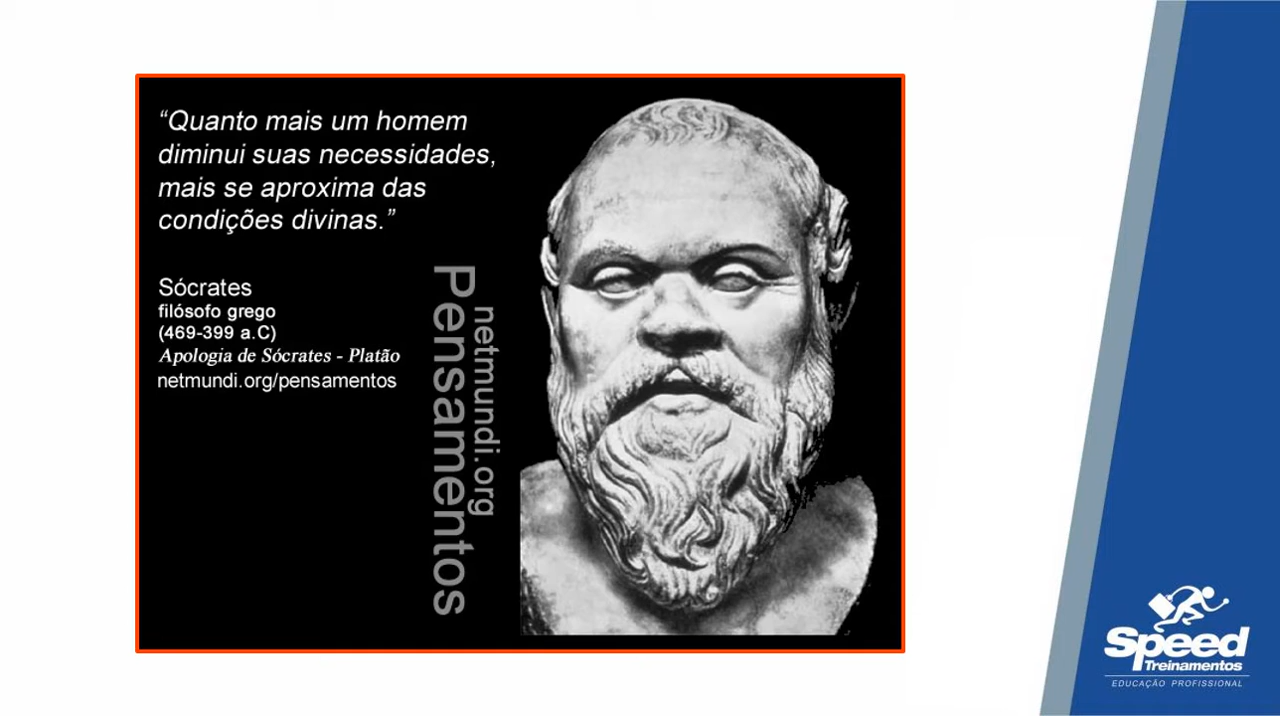 “Quanto mais um homem
diminui suas necessidades,
mais se aproxima das
condições divinas.”
Sócrates
filósofo grego
(469-399 a.C)
Apologia de Sócrates - Platão
netmundi.org/pensamentos
netmundi.org
Pensamentos
Speed
Treinamentos
EDUCAÇÃO PROFISSIONAL